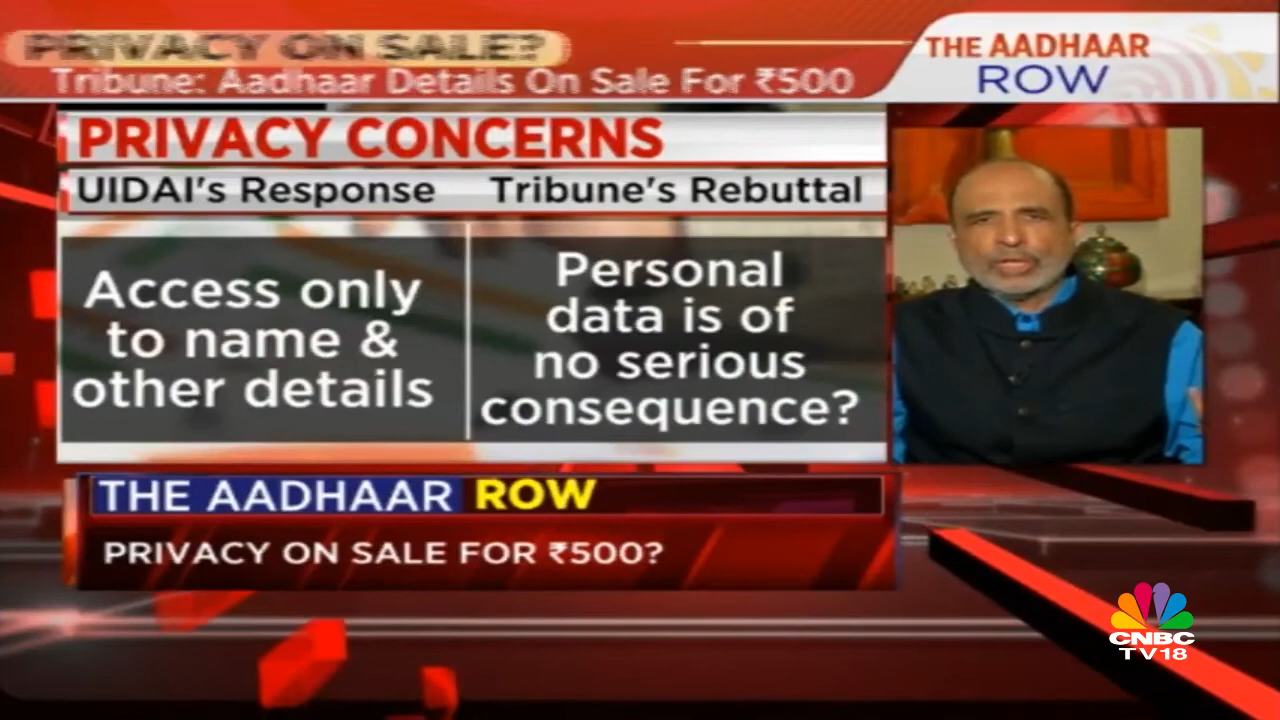 PRIVACY ON SALE?
Tribune: Aadhaar Details On Sale For ₹500
THE AADHAAR
ROW
PRIVACY CONCERNS
UIDAI's Response
Tribune's Rebuttal
Access only
to name &
other details
Personal
data is of
no serious
consequence?
THE AADHAAR ROW
PRIVACY ON SALE FOR ₹500?
CNBC
TV18